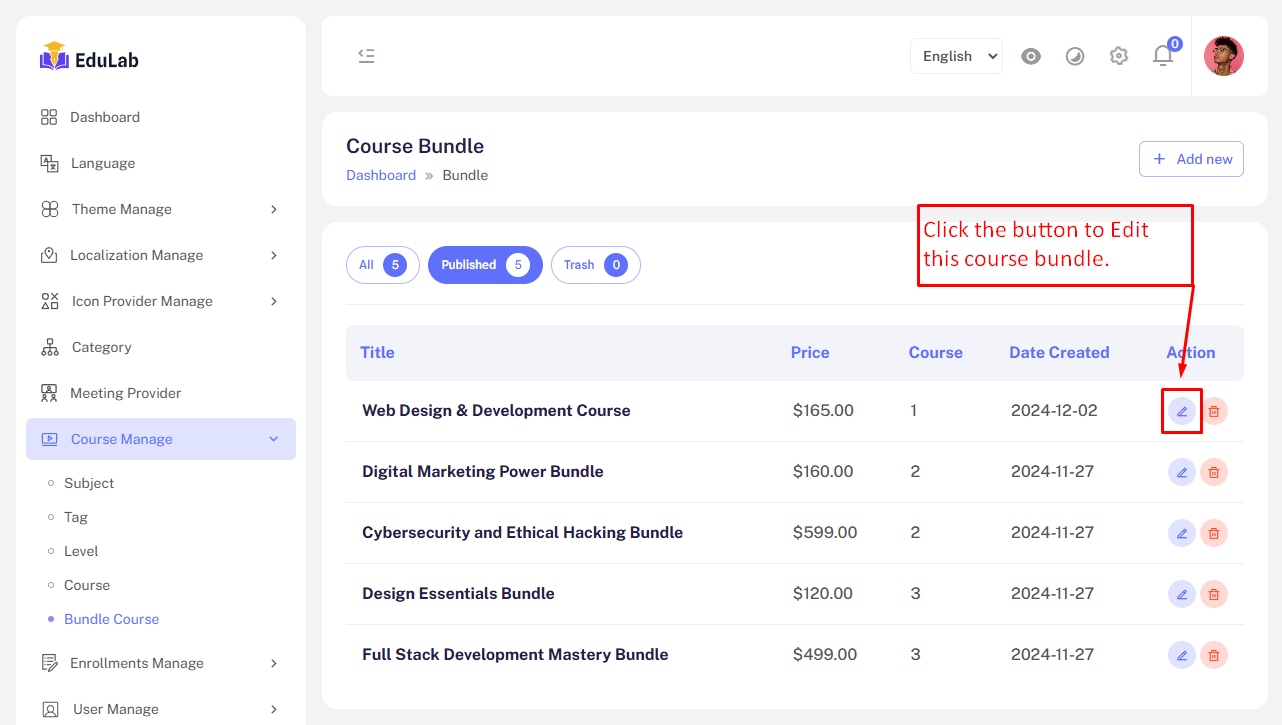 EduLab
Dashboard
Language
Theme Manage
Localization Manage
Icon Provider Manage
Category
Meeting Provider
Course Manage
Subject
Tag
Level
Course
Bundle Course
Enrollments Manage
User Manage
English
0
Course Bundle
Dashboard » Bundle
+ Add new
Click the button to Edit
this course bundle.
All 5 Published 5 Trash 0
Title Price Course Date Created Action
Web Design & Development Course $165.00 1 2024-12-02
Digital Marketing Power Bundle $160.00 2 2024-11-27
Cybersecurity and Ethical Hacking Bundle $599.00 2 2024-11-27
Design Essentials Bundle $120.00 3 2024-11-27
Full Stack Development Mastery Bundle $499.00 3 2024-11-27